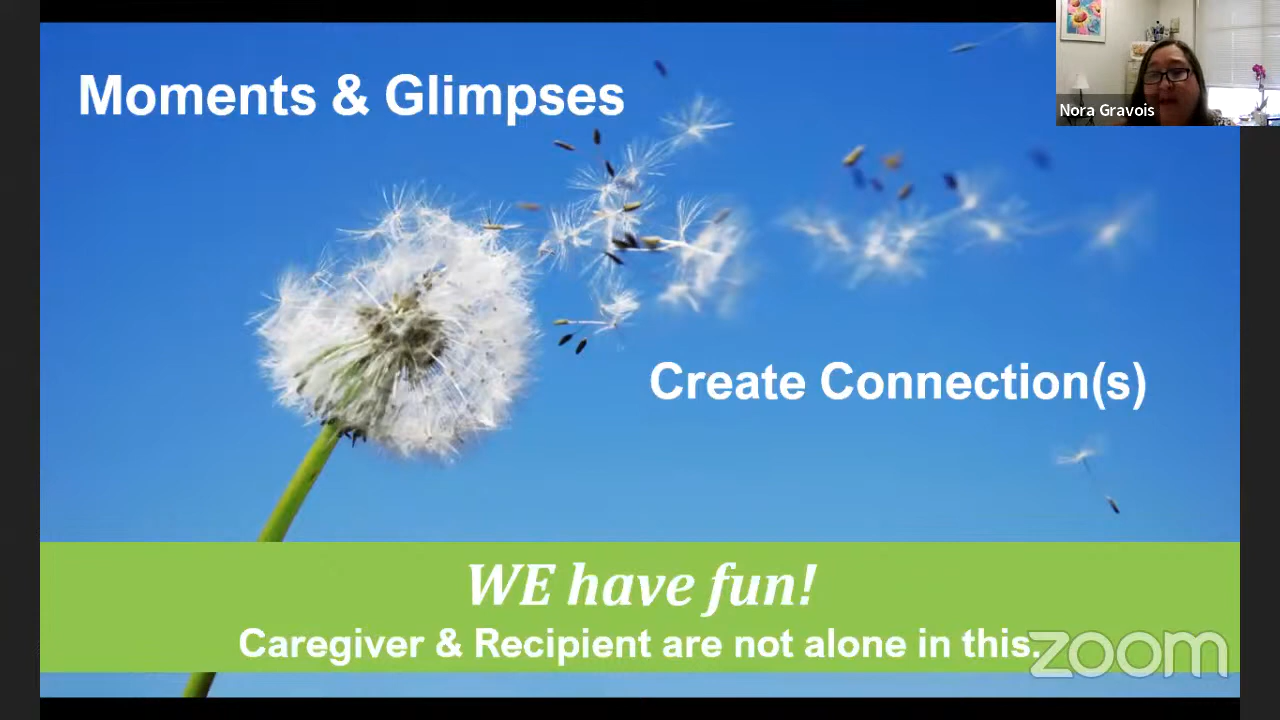 Moments & Glimpses
Nora Gravois
Create Connection(s)
WE have fun!
Caregiver & Recipient are not alone in this.
zoom